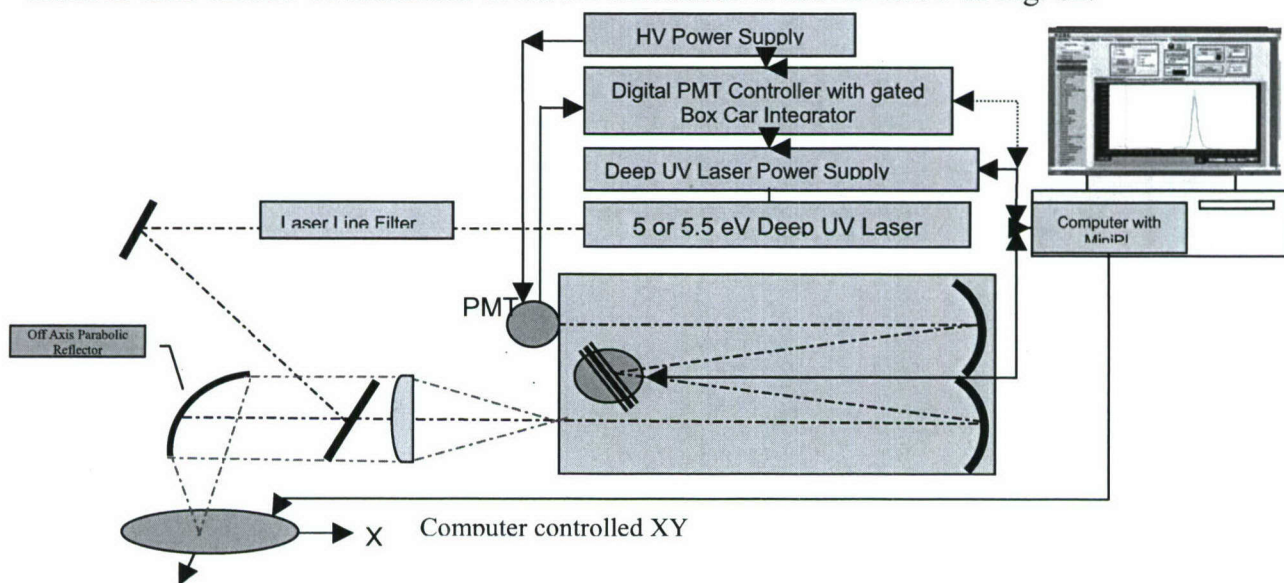 HV Power Supply
Digital PMT Controller with gated
Box Car Integrator
Deep UV Laser Power Supply
Laser Line Filter
5 or 5.5 eV Deep UV Laser
Computer with
PMT
Off Axis Parabolic
Reflector
X
Computer controlled XY